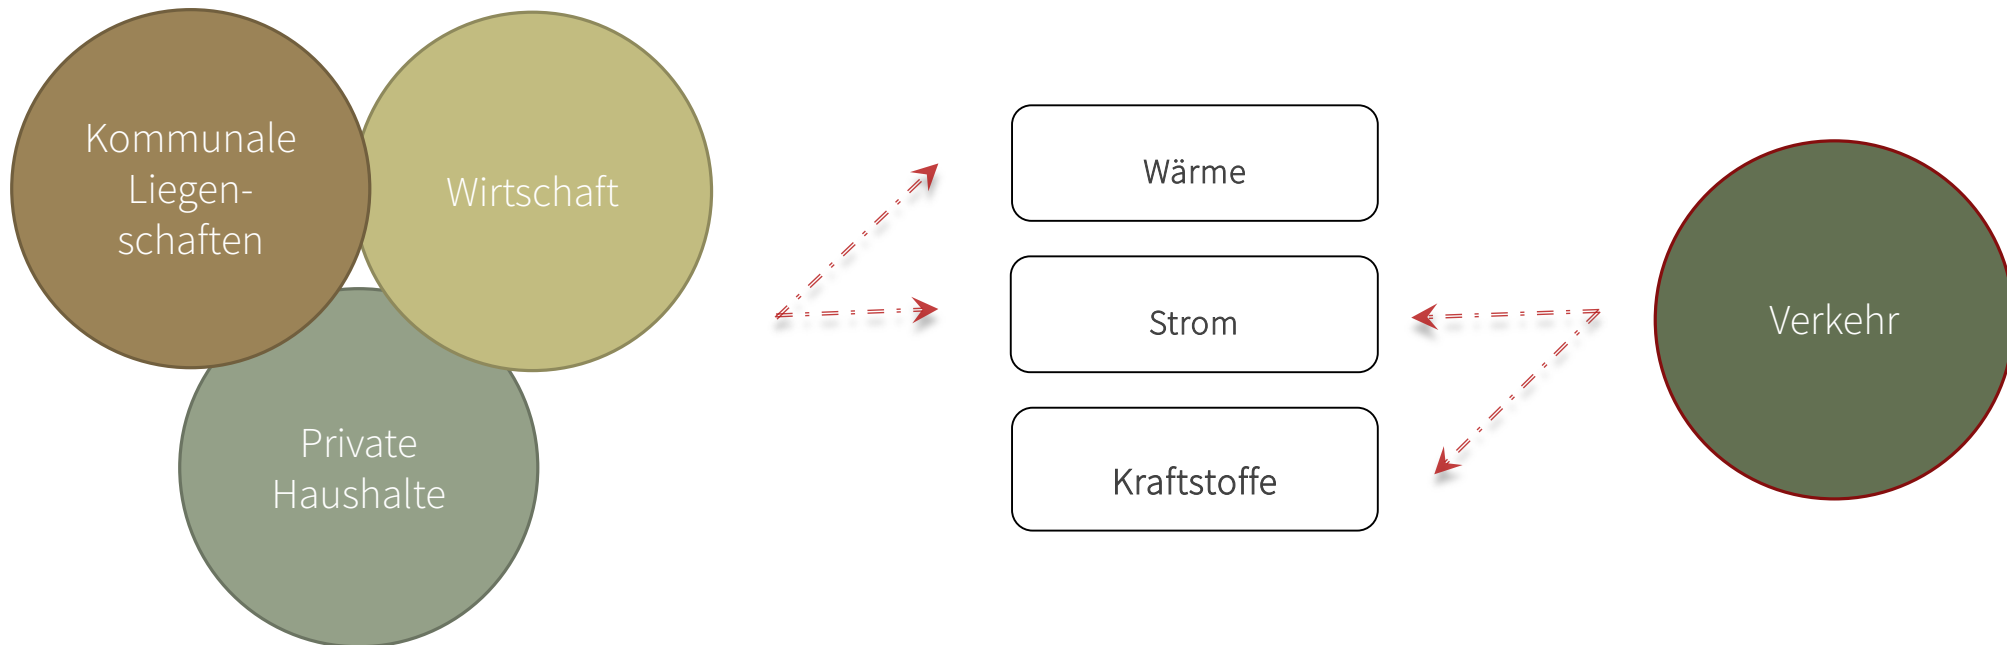 Kommunale
Liegen-
schaften
Wirtschaft
Private
Haushalte
Wärme
Strom
Kraftstoffe
Verkehr